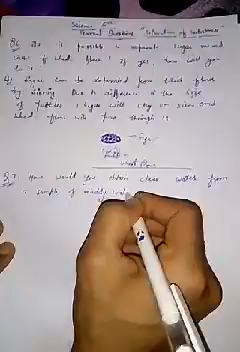 Science 6th
"Separation of Substances"
Q6 Is it possible to separate sugar mixed
with wheat flour? If yes, how will you
do it.
A. Sugar can be separated from wheat flour
by sieving. Due to difference in the size
of particles, sugar will stay on sieve and
wheat flour will pass through it.
Sugar
Wheat flour
Q.7 How would you obtain clear water from
a sample of muddy water